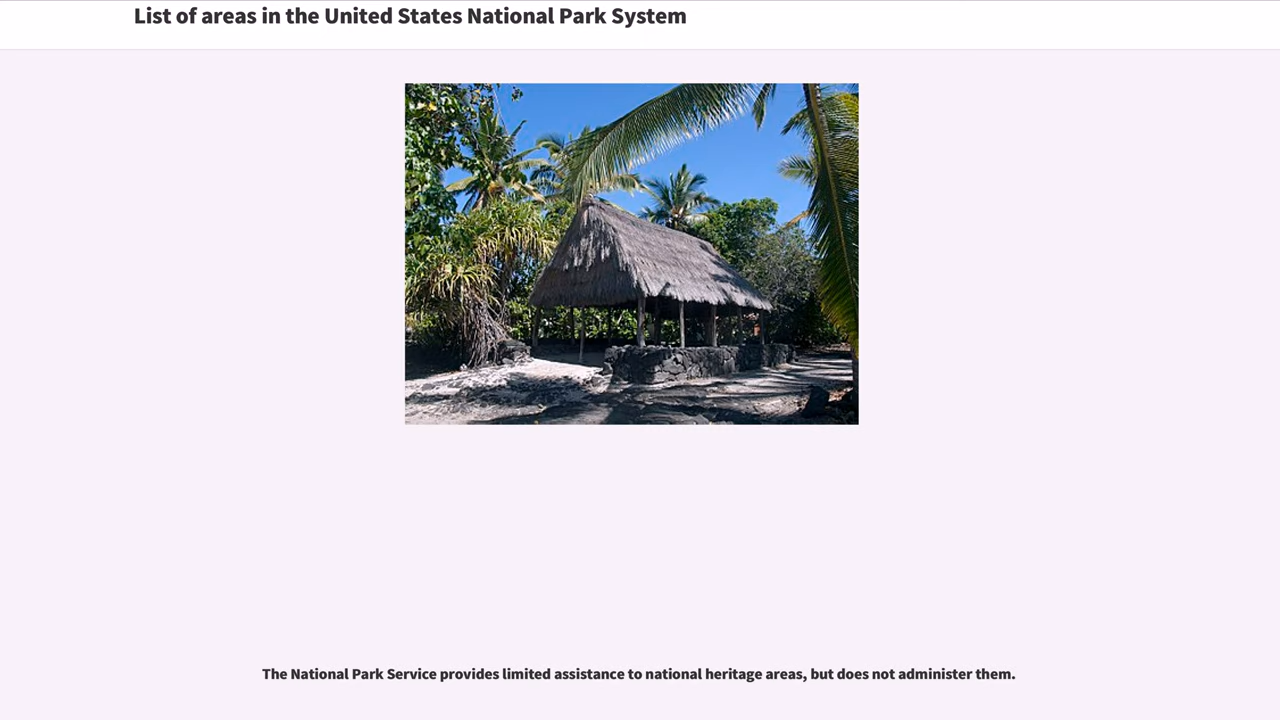 List of areas in the United States National Park System
The National Park Service provides limited assistance to national heritage areas, but does not administer them.